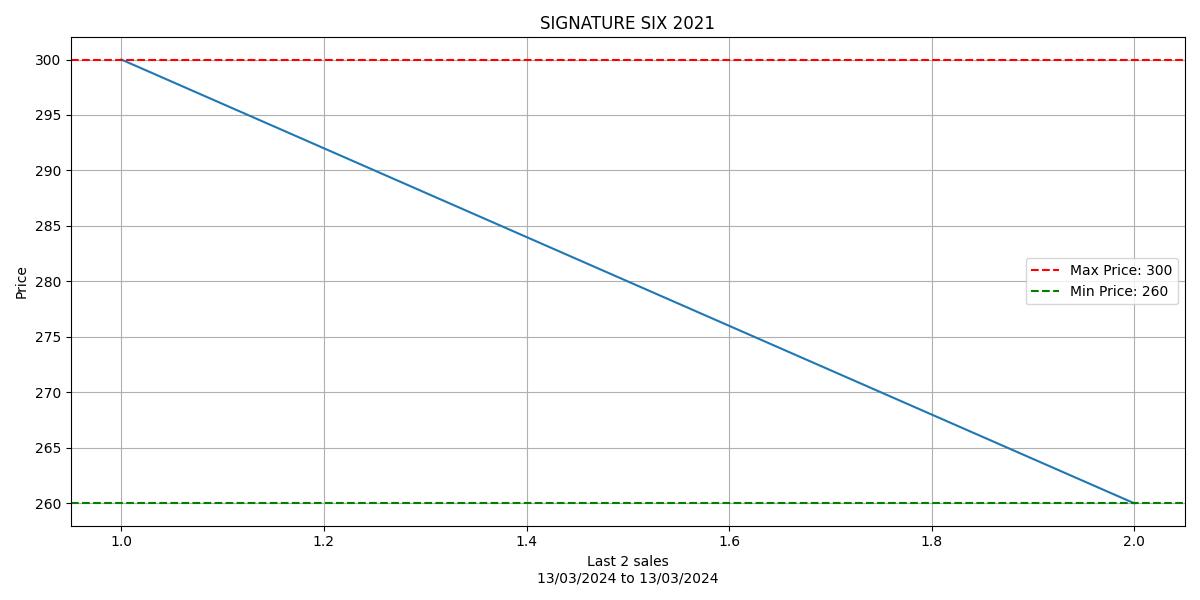 SIGNATURE SIX 2021
300
295
290
285
280
275
270
265
260
Price
Max Price: 300
Min Price: 260
1.0 1.2 1.4 1.6 1.8 2.0
Last 2 sales
13/03/2024 to 13/03/2024